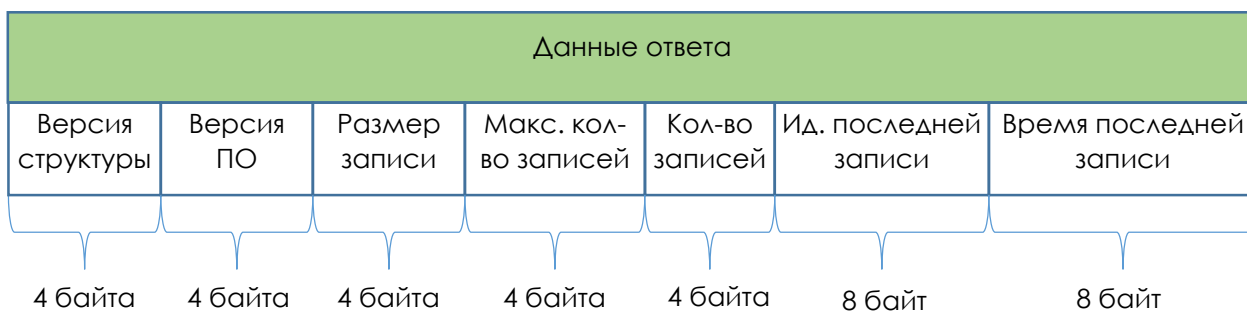 Данные ответа
Версия структуры
Версия ПО
Размер записи
Макс. кол-во записей
Кол-во записей
Ид. последней записи
Время последней записи
4 байта
4 байта
4 байта
4 байта
4 байта
8 байт
8 байт